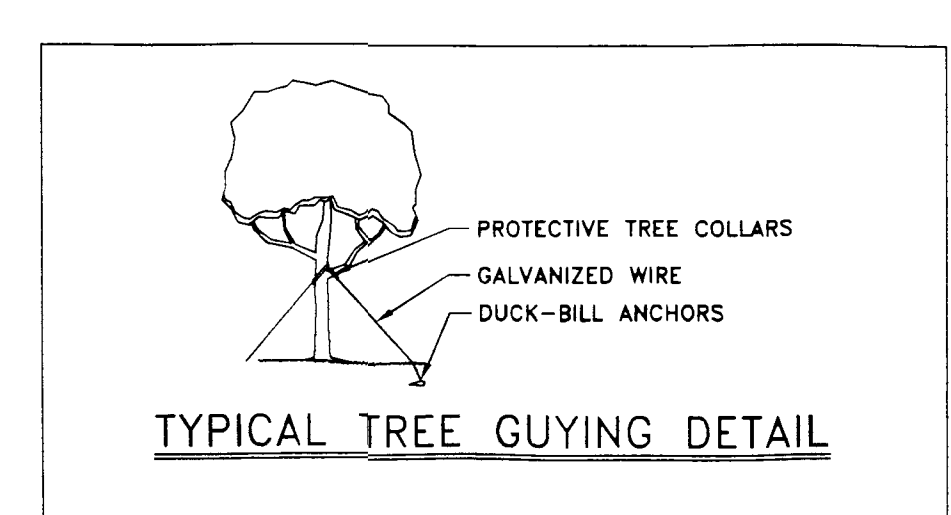 PROTECTIVE TREE COLLARS
GALVANIZED WIRE
DUCK-BILL ANCHORS
TYPICAL TREE GUYING DETAIL